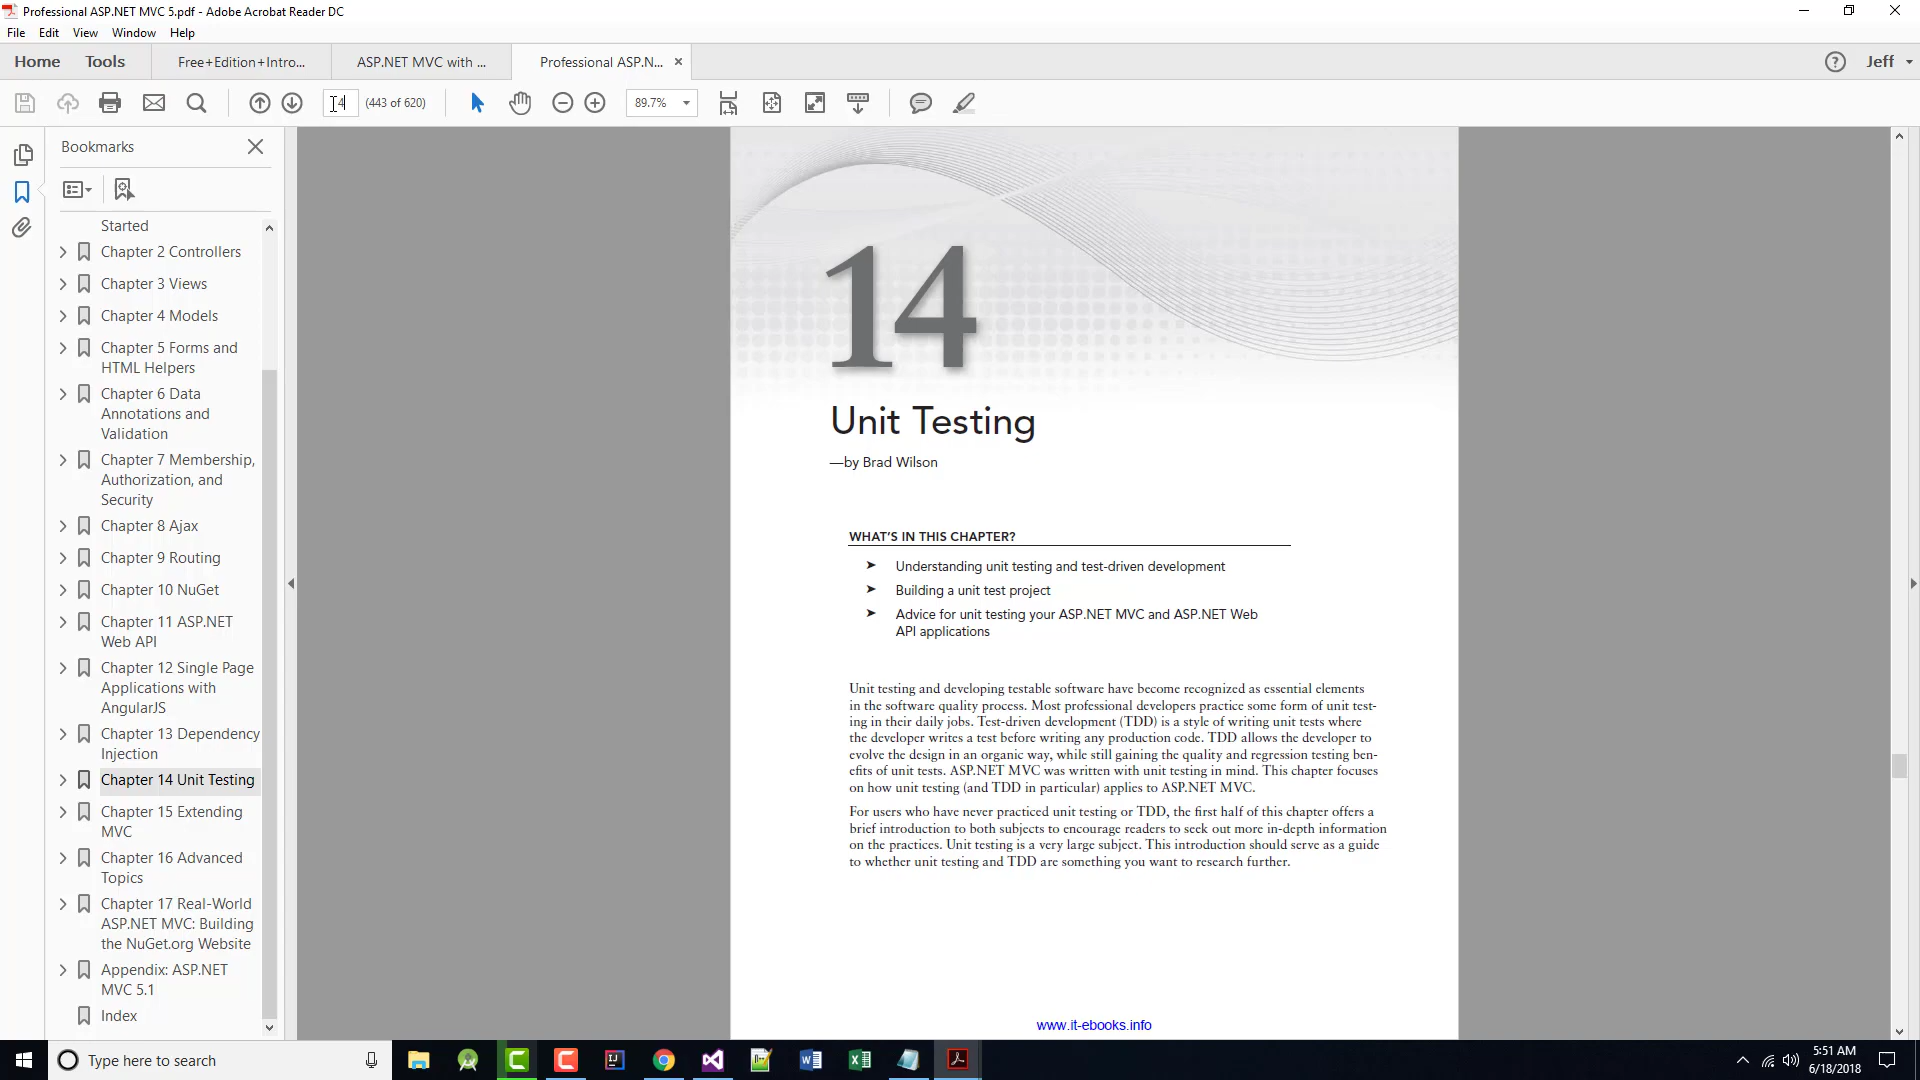 Professional ASP.NET MVC 5.pdf - Adobe Acrobat Reader DC
File Edit View Window Help
Home Tools Free+Edition+Intro... ASP.NET MVC with ... Professional ASP.N... Jeff
4 (443 of 620) 89.7%
Bookmarks
Started
Chapter 2 Controllers
Chapter 3 Views
Chapter 4 Models
Chapter 5 Forms and
HTML Helpers
Chapter 6 Data
Annotations and
Validation
Chapter 7 Membership,
Authorization, and
Security
Chapter 8 Ajax
Chapter 9 Routing
Chapter 10 NuGet
Chapter 11 ASP.NET
Web API
Chapter 12 Single Page
Applications with
AngularJS
Chapter 13 Dependency
Injection
Chapter 14 Unit Testing
Chapter 15 Extending
MVC
Chapter 16 Advanced
Topics
Chapter 17 Real-World
ASP.NET MVC: Building
the NuGet.org Website
Appendix: ASP.NET
MVC 5.1
Index
14
Unit Testing
—by Brad Wilson
WHAT'S IN THIS CHAPTER?
➤ Understanding unit testing and test-driven development
➤ Building a unit test project
➤ Advice for unit testing your ASP.NET MVC and ASP.NET Web
API applications
Unit testing and developing testable software have become recognized as essential elements
in the software quality process. Most professional developers practice some form of unit test-
ing in their daily jobs. Test-driven development (TDD) is a style of writing unit tests where
the developer writes a test before writing any production code. TDD allows the developer to
evolve the design in an organic way, while still gaining the quality and regression testing ben-
efits of unit tests. ASP.NET MVC was written with unit testing in mind. This chapter focuses
on how unit testing (and TDD in particular) applies to ASP.NET MVC.
For users who have never practiced unit testing or TDD, the first half of this chapter offers a
brief introduction to both subjects to encourage readers to seek out more in-depth information
on the practices. Unit testing is a very large subject. This introduction should serve as a guide
to whether unit testing and TDD are something you want to research further.
www.it-ebooks.info
Type here to search
5:51 AM
6/18/2018